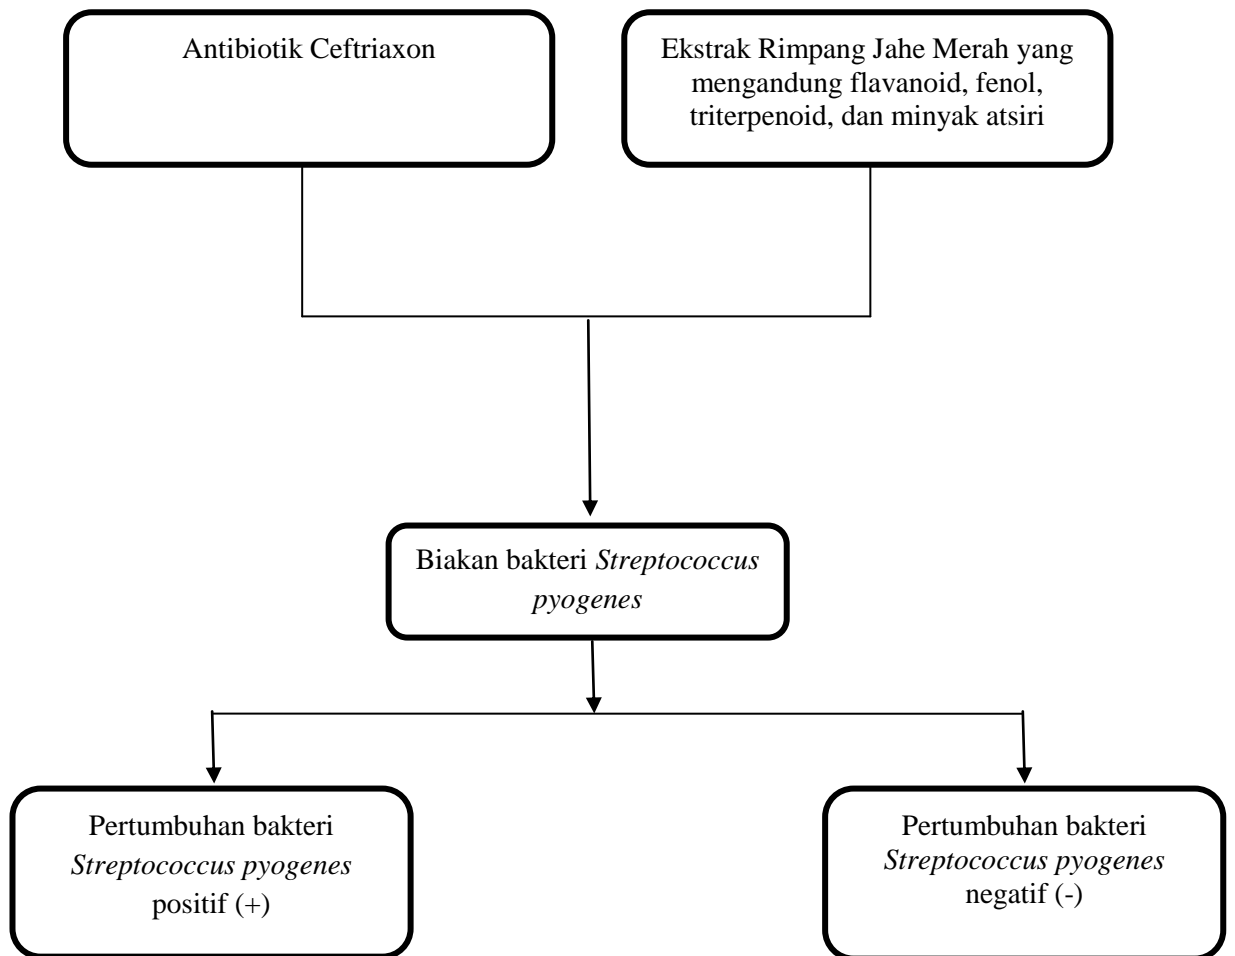 Antibiotik Ceftriaxon
Ekstrak Rimpang Jahe Merah yang
mengandung flavanoid, fenol,
triterpenoid, dan minyak atsiri
Biakan bakteri Streptococcus
pyogenes
Pertumbuhan bakteri
Streptococcus pyogenes
positif (+)
Pertumbuhan bakteri
Streptococcus pyogenes
negatif (-)